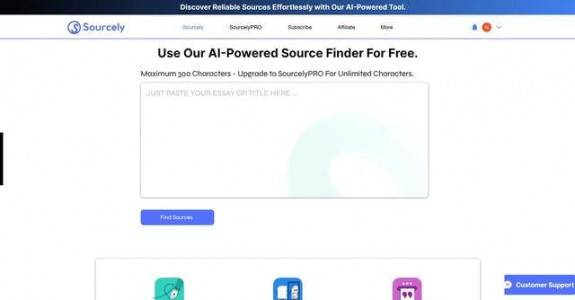 Discover Reliable Sources Effortlessly with Our AI-Powered Tool.
Sourcely
Sourcely SourcelyPRO Subscribe Affiliate More
Use Our AI-Powered Source Finder For Free.
Maximum 300 Characters - Upgrade to SourcelyPRO For Unlimited Characters.
JUST PASTE YOUR ESSAY OR TITLE HERE ...
Find Sources
Customer Support